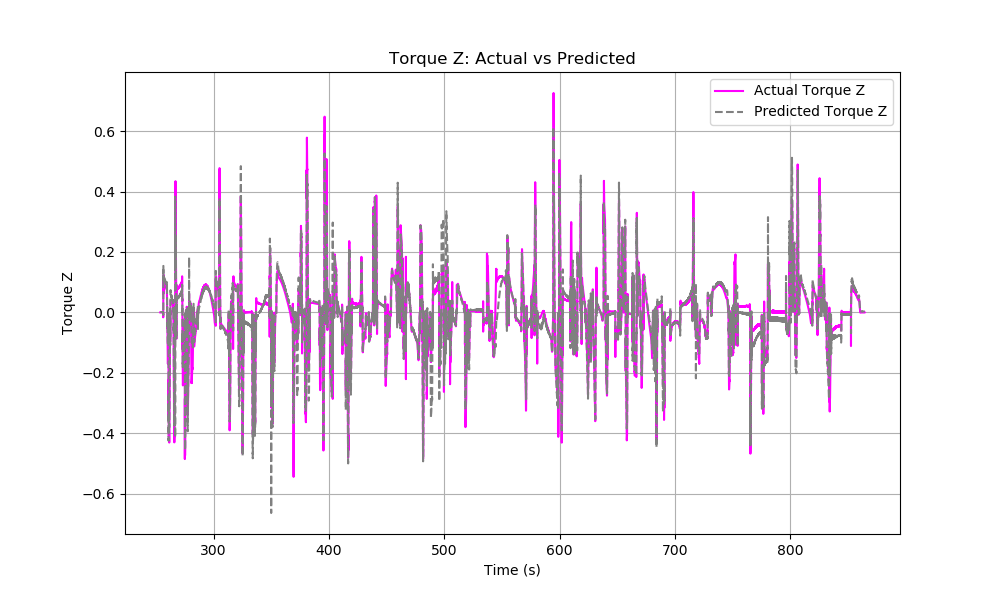 Torque Z: Actual vs Predicted
Actual Torque Z
Predicted Torque Z
Torque Z
0.6
0.4
0.2
0.0
−0.2
−0.4
−0.6
300
400
500
600
700
800
Time (s)